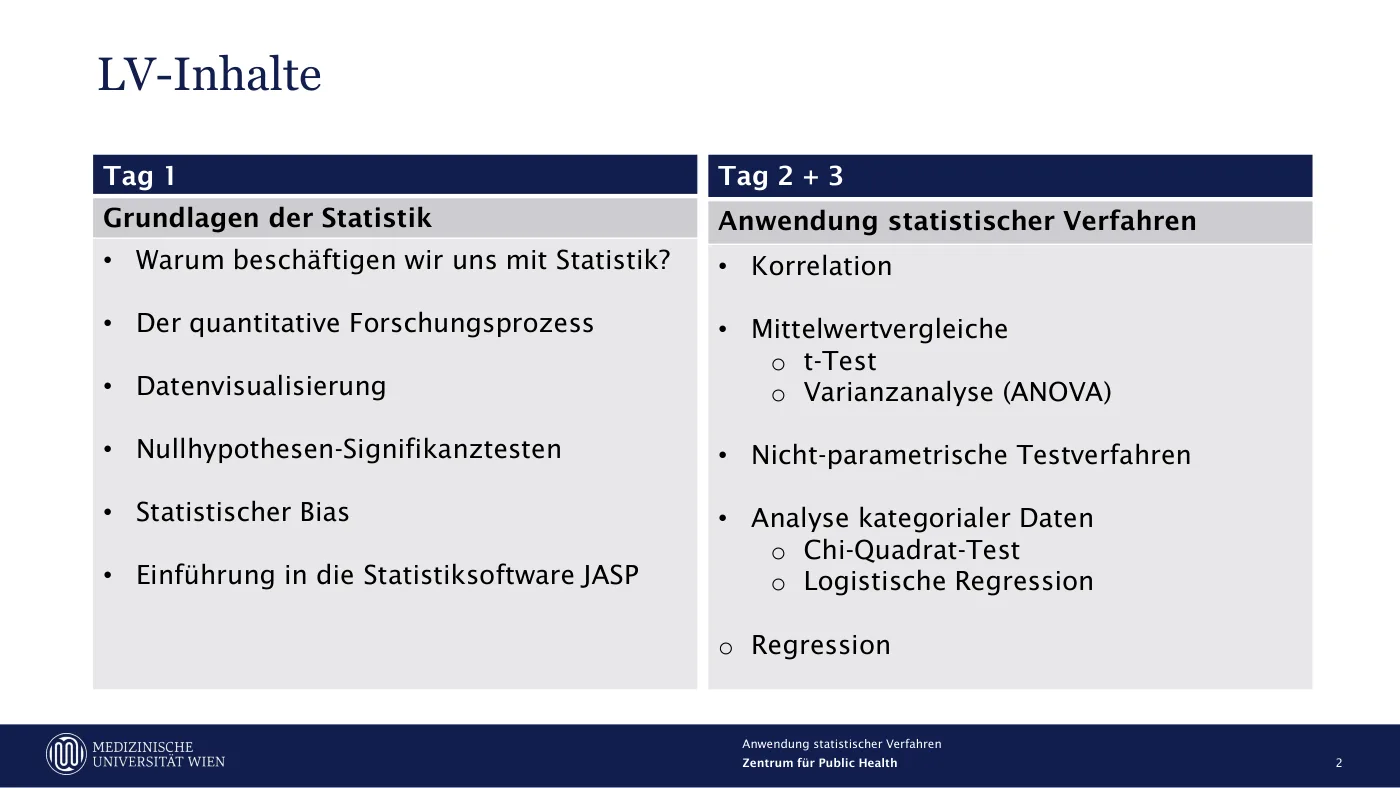 LV-Inhalte
Tag 1
Grundlagen der Statistik
• Warum beschäftigen wir uns mit Statistik?
• Der quantitative Forschungsprozess
• Datenvisualisierung
• Nullhypothesen-Signifikanztesten
• Statistischer Bias
• Einführung in die Statistiksoftware JASP
Tag 2 + 3
Anwendung statistischer Verfahren
• Korrelation
• Mittelwertvergleiche
o t-Test
o Varianzanalyse (ANOVA)
• Nicht-parametrische Testverfahren
• Analyse kategorialer Daten
o Chi-Quadrat-Test
o Logistische Regression
o Regression
MEDIZINISCHE
UNIVERSITÄT WIEN
Anwendung statistischer Verfahren
Zentrum für Public Health
2